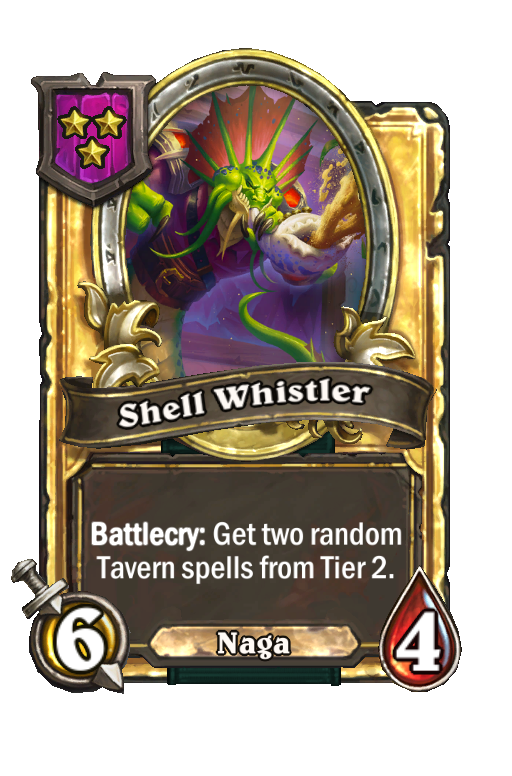 Shell Whistler
Battlecry: Get two random
Tavern spells from Tier 2.
6
Naga
4